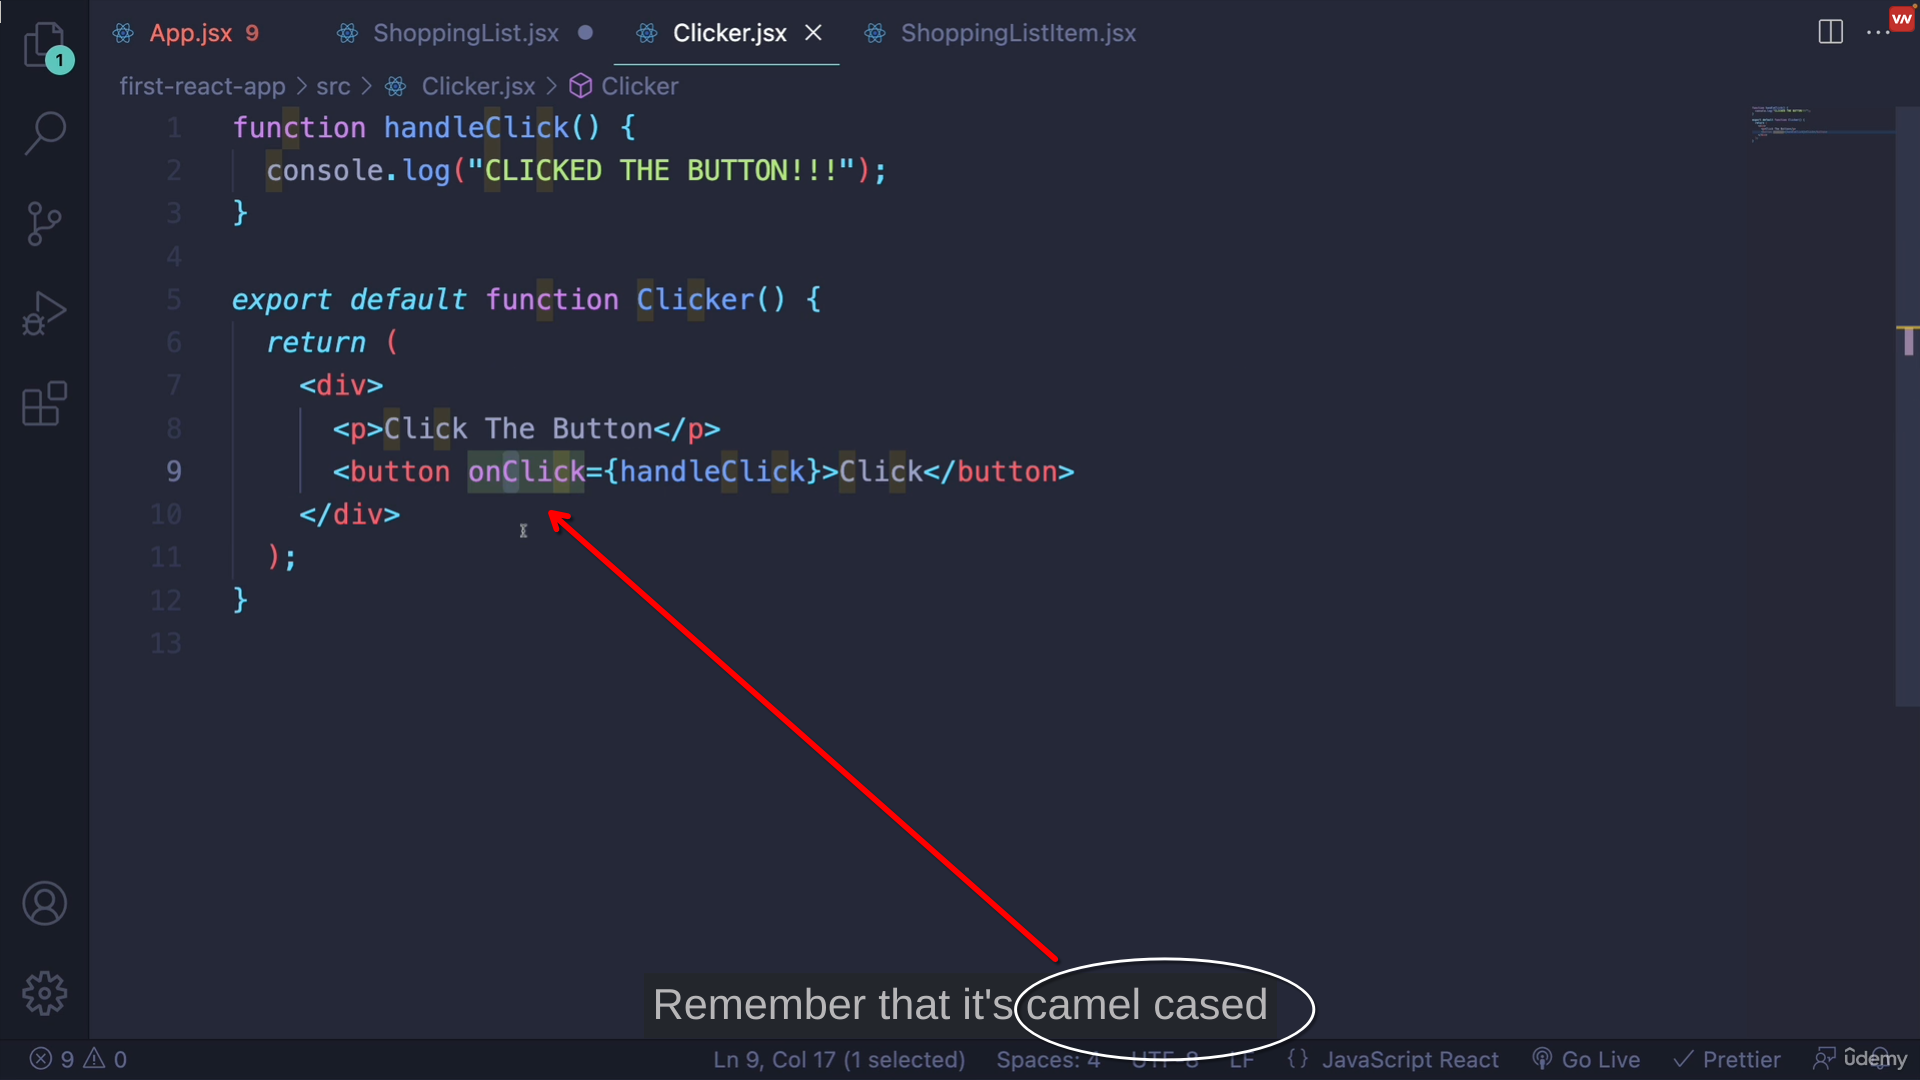 App.jsx 9 ShoppingList.jsx Clicker.jsx ShoppingListItem.jsx
VW
1
first-react-app > src > Clicker.jsx > Clicker
1 function handleClick() {
2 console.log("CLICKED THE BUTTON!!!");
3 }
4
5 export default function Clicker() {
6 return (
7 <div>
8 <p>Click The Button</p>
9 <button onClick={handleClick}>Click</button>
10 </div>
11 );
12 }
13
Remember that it's camel cased
9 0 Ln 9, Col 17 (1 selected) Spaces: 4 UTF-8 LF {} JavaScript React Go Live Prettier ûdemy